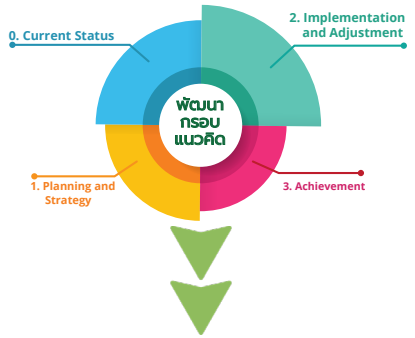 0. Current Status
2. Implementation
and Adjustment
พัฒนา
กรอบ
แนวคิด
1. Planning and
Strategy
3. Achievement